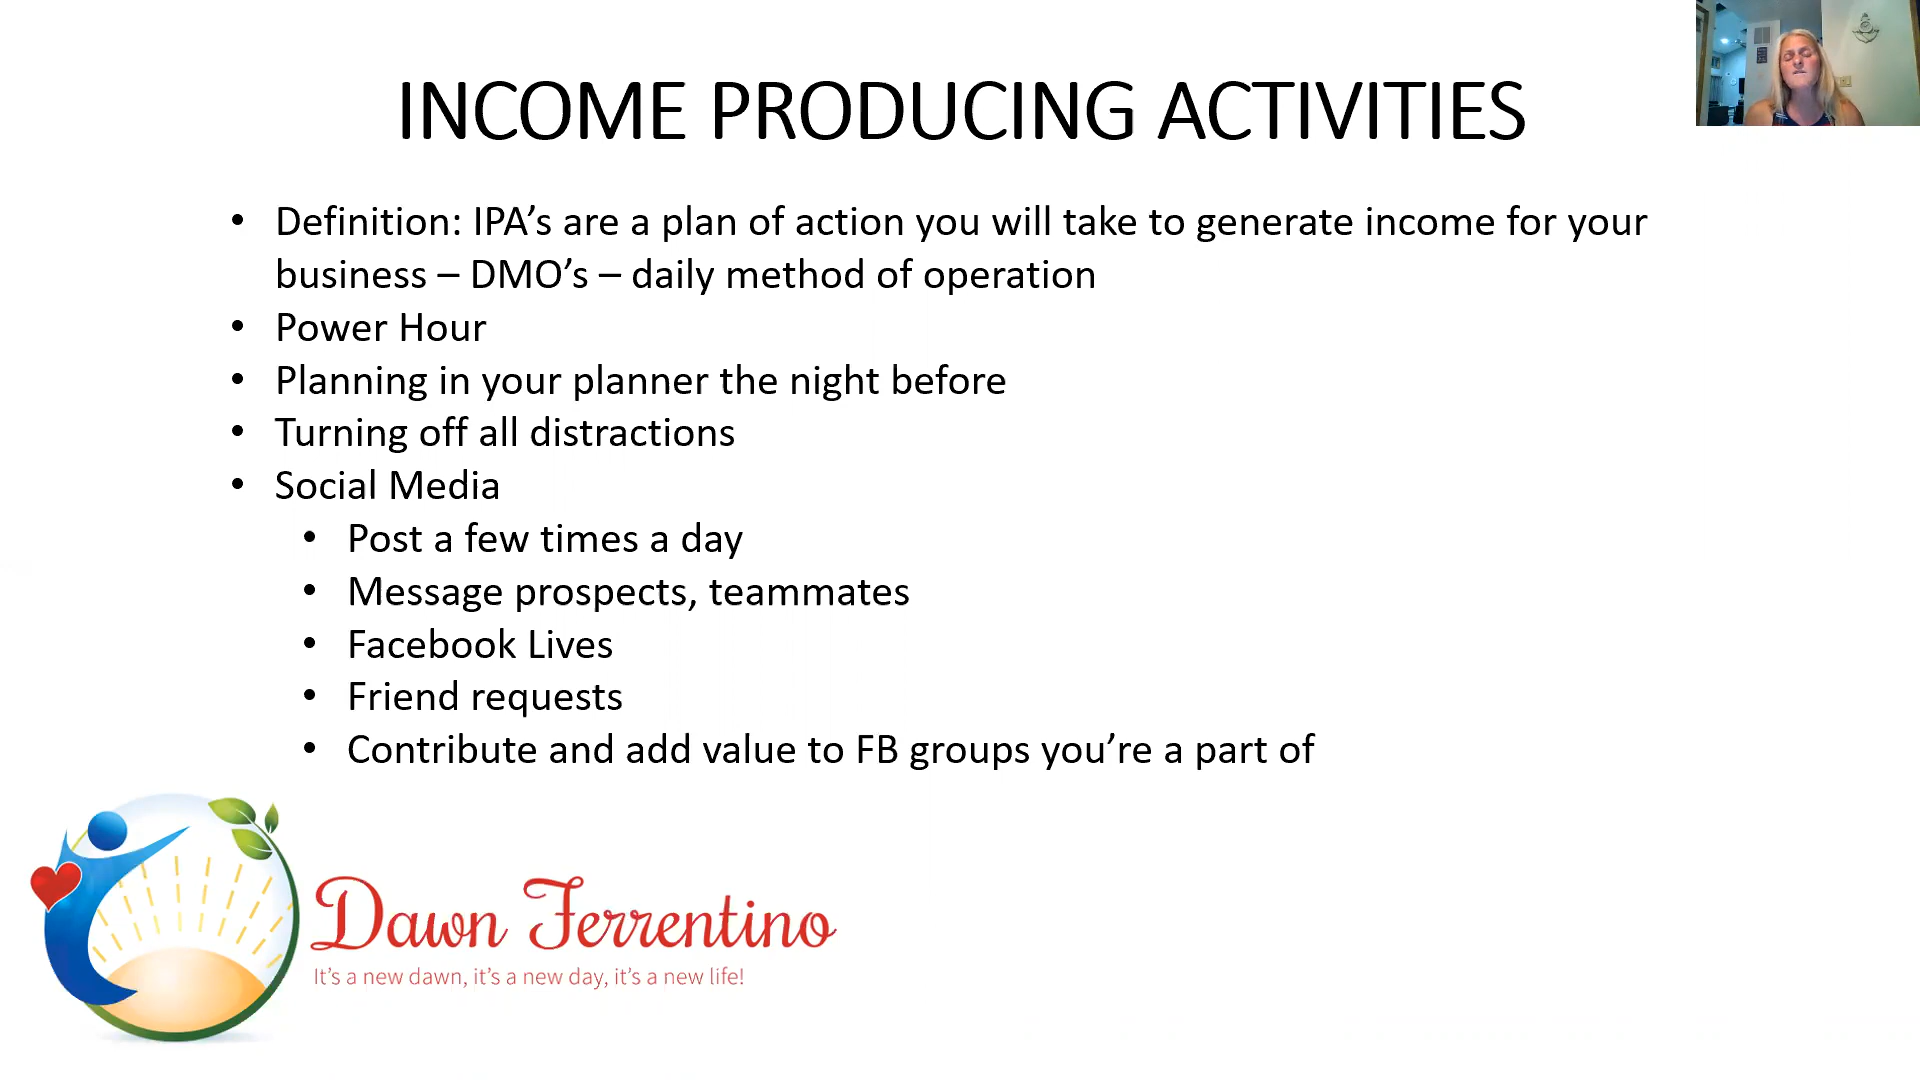 INCOME PRODUCING ACTIVITIES
• Definition: IPA’s are a plan of action you will take to generate income for your
business – DMO’s – daily method of operation
• Power Hour
• Planning in your planner the night before
• Turning off all distractions
• Social Media
• Post a few times a day
• Message prospects, teammates
• Facebook Lives
• Friend requests
• Contribute and add value to FB groups you’re a part of
Dawn Ferrentino
It’s a new dawn, it’s a new day, it’s a new life!